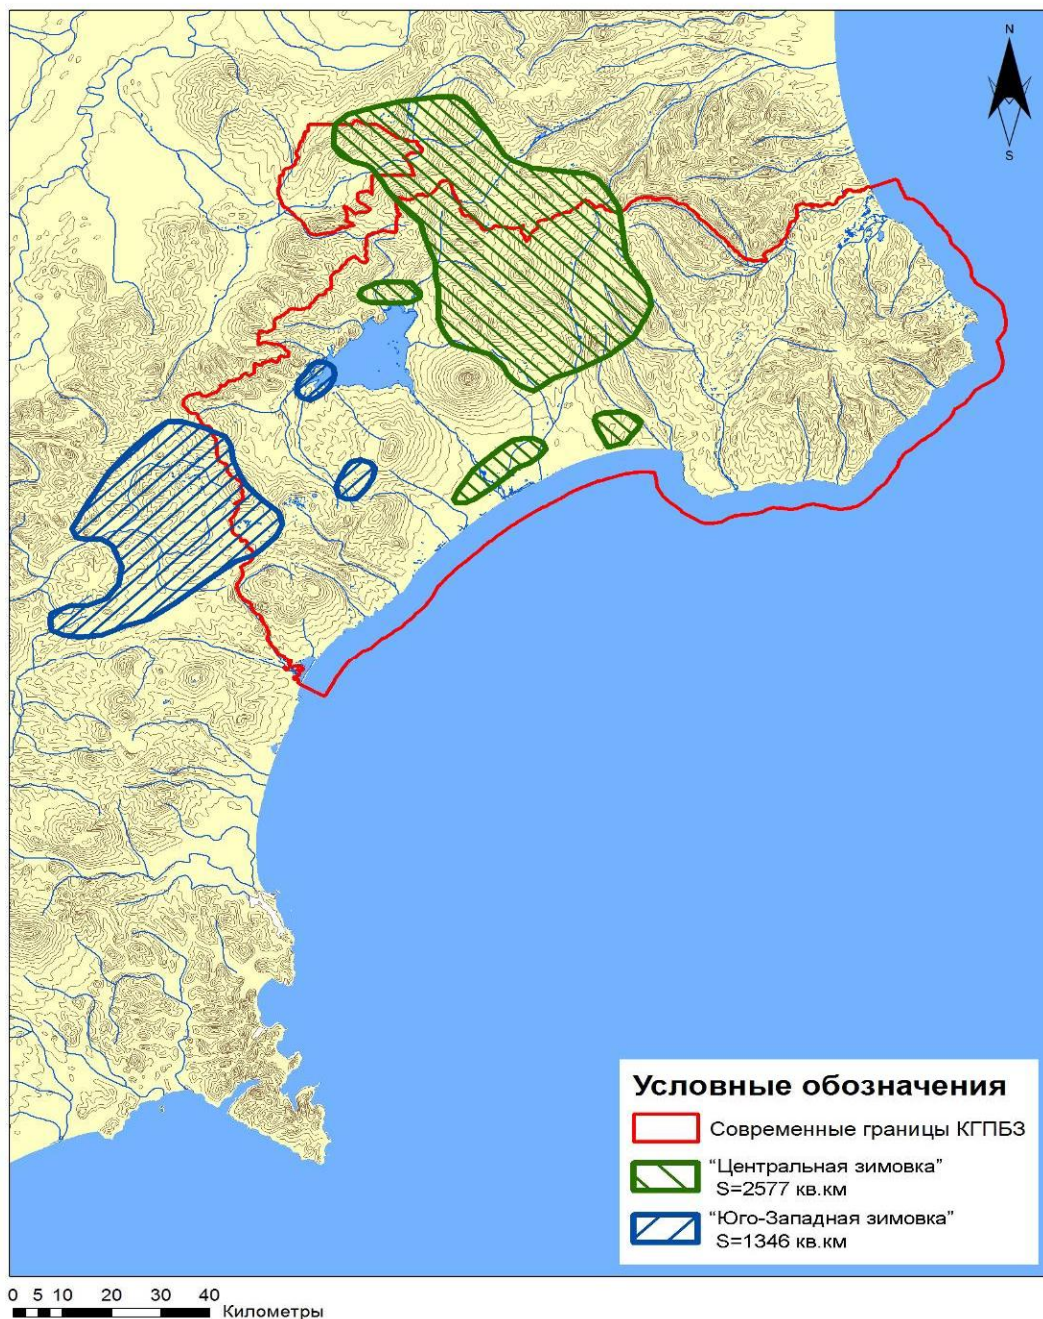 N
S
Условные обозначения
Современные границы КГПБЗ
“Центральная зимовка”
S=2577 кв.км
“Юго-Западная зимовка”
S=1346 кв.км
0 5 10 20 30 40
Километры